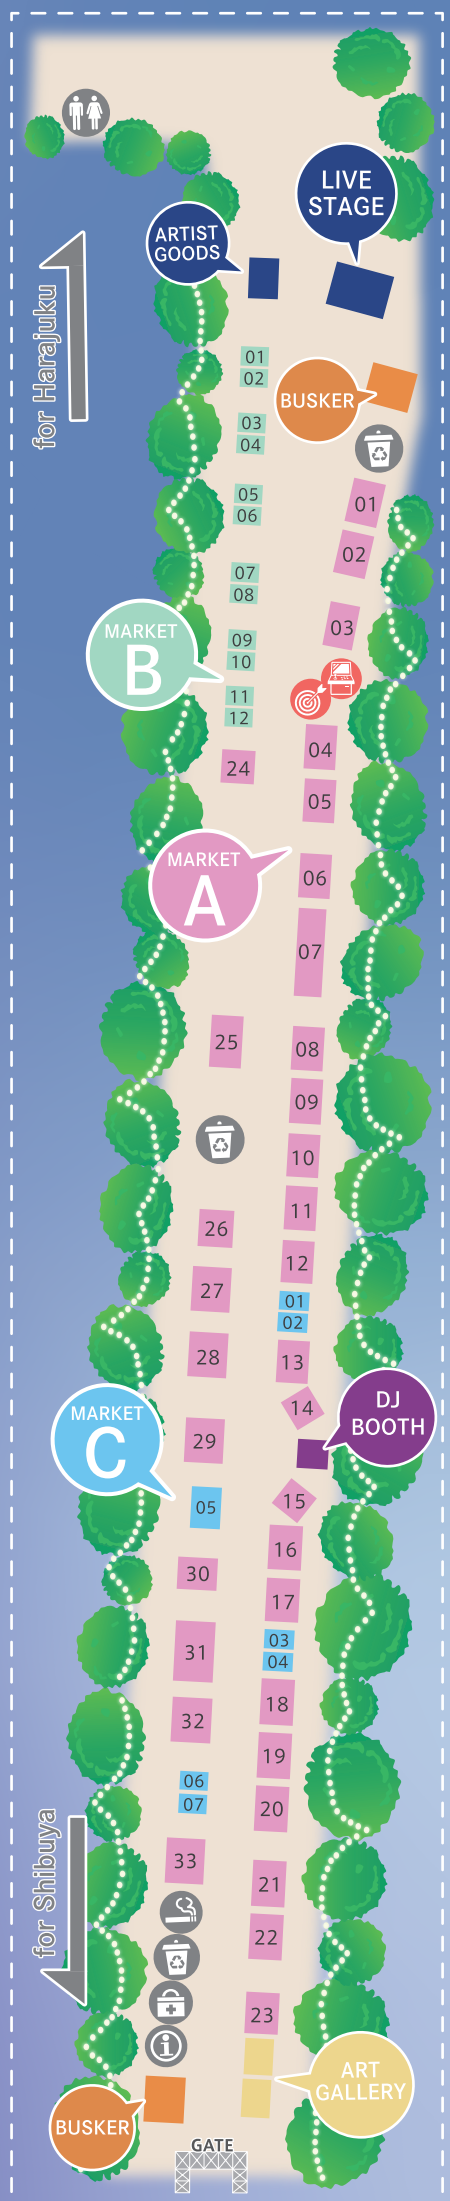 LIVE
STAGE
ARTIST
GOODS
for Harajuku
01
02
BUSKER
03
04
05
06
01
02
07
08
03
MARKET
B
09
10
11
12
04
24
05
MARKET
A
06
07
25
08
09
10
11
26
12
27
01
02
28
13
14
DJ
BOOTH
MARKET
C
29
05
15
16
30
17
03
04
31
18
32
19
06
07
20
for Shibuya
33
21
22
23
ART
GALLERY
BUSKER
GATE